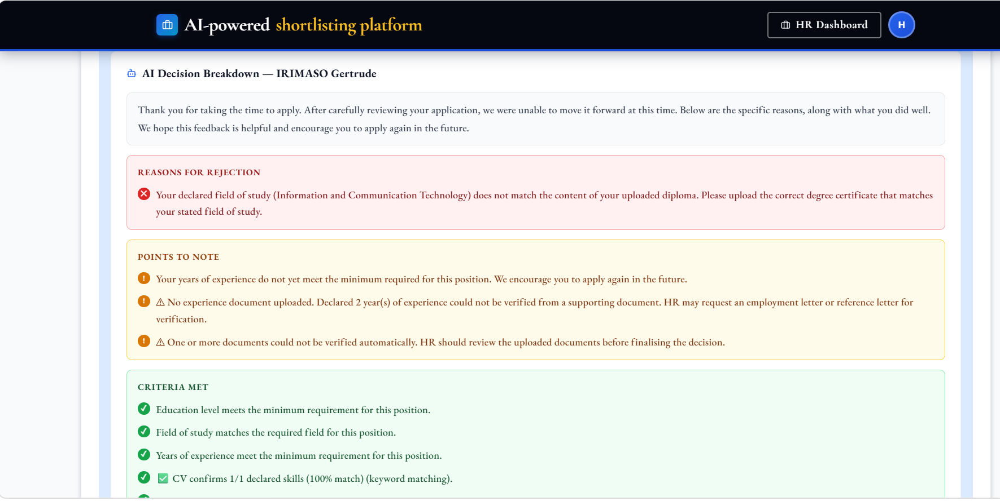 AI-powered shortlisting platform
HR Dashboard
H
AI Decision Breakdown — IRIMASO Gertrude
Thank you for taking the time to apply. After carefully reviewing your application, we were unable to move it forward at this time. Below are the specific reasons, along with what you did well.
We hope this feedback is helpful and encourage you to apply again in the future.
REASONS FOR REJECTION
Your declared field of study (Information and Communication Technology) does not match the content of your uploaded diploma. Please upload the correct degree certificate that matches
your stated field of study.
POINTS TO NOTE
! Your years of experience do not yet meet the minimum required for this position. We encourage you to apply again in the future.
! ⚠ No experience document uploaded. Declared 2 year(s) of experience could not be verified from a supporting document. HR may request an employment letter or reference letter for
verification.
! ⚠ One or more documents could not be verified automatically. HR should review the uploaded documents before finalising the decision.
CRITERIA MET
Education level meets the minimum requirement for this position.
Field of study matches the required field for this position.
Years of experience meet the minimum requirement for this position.
✅ CV confirms 1/1 declared skills (100% match) (keyword matching).